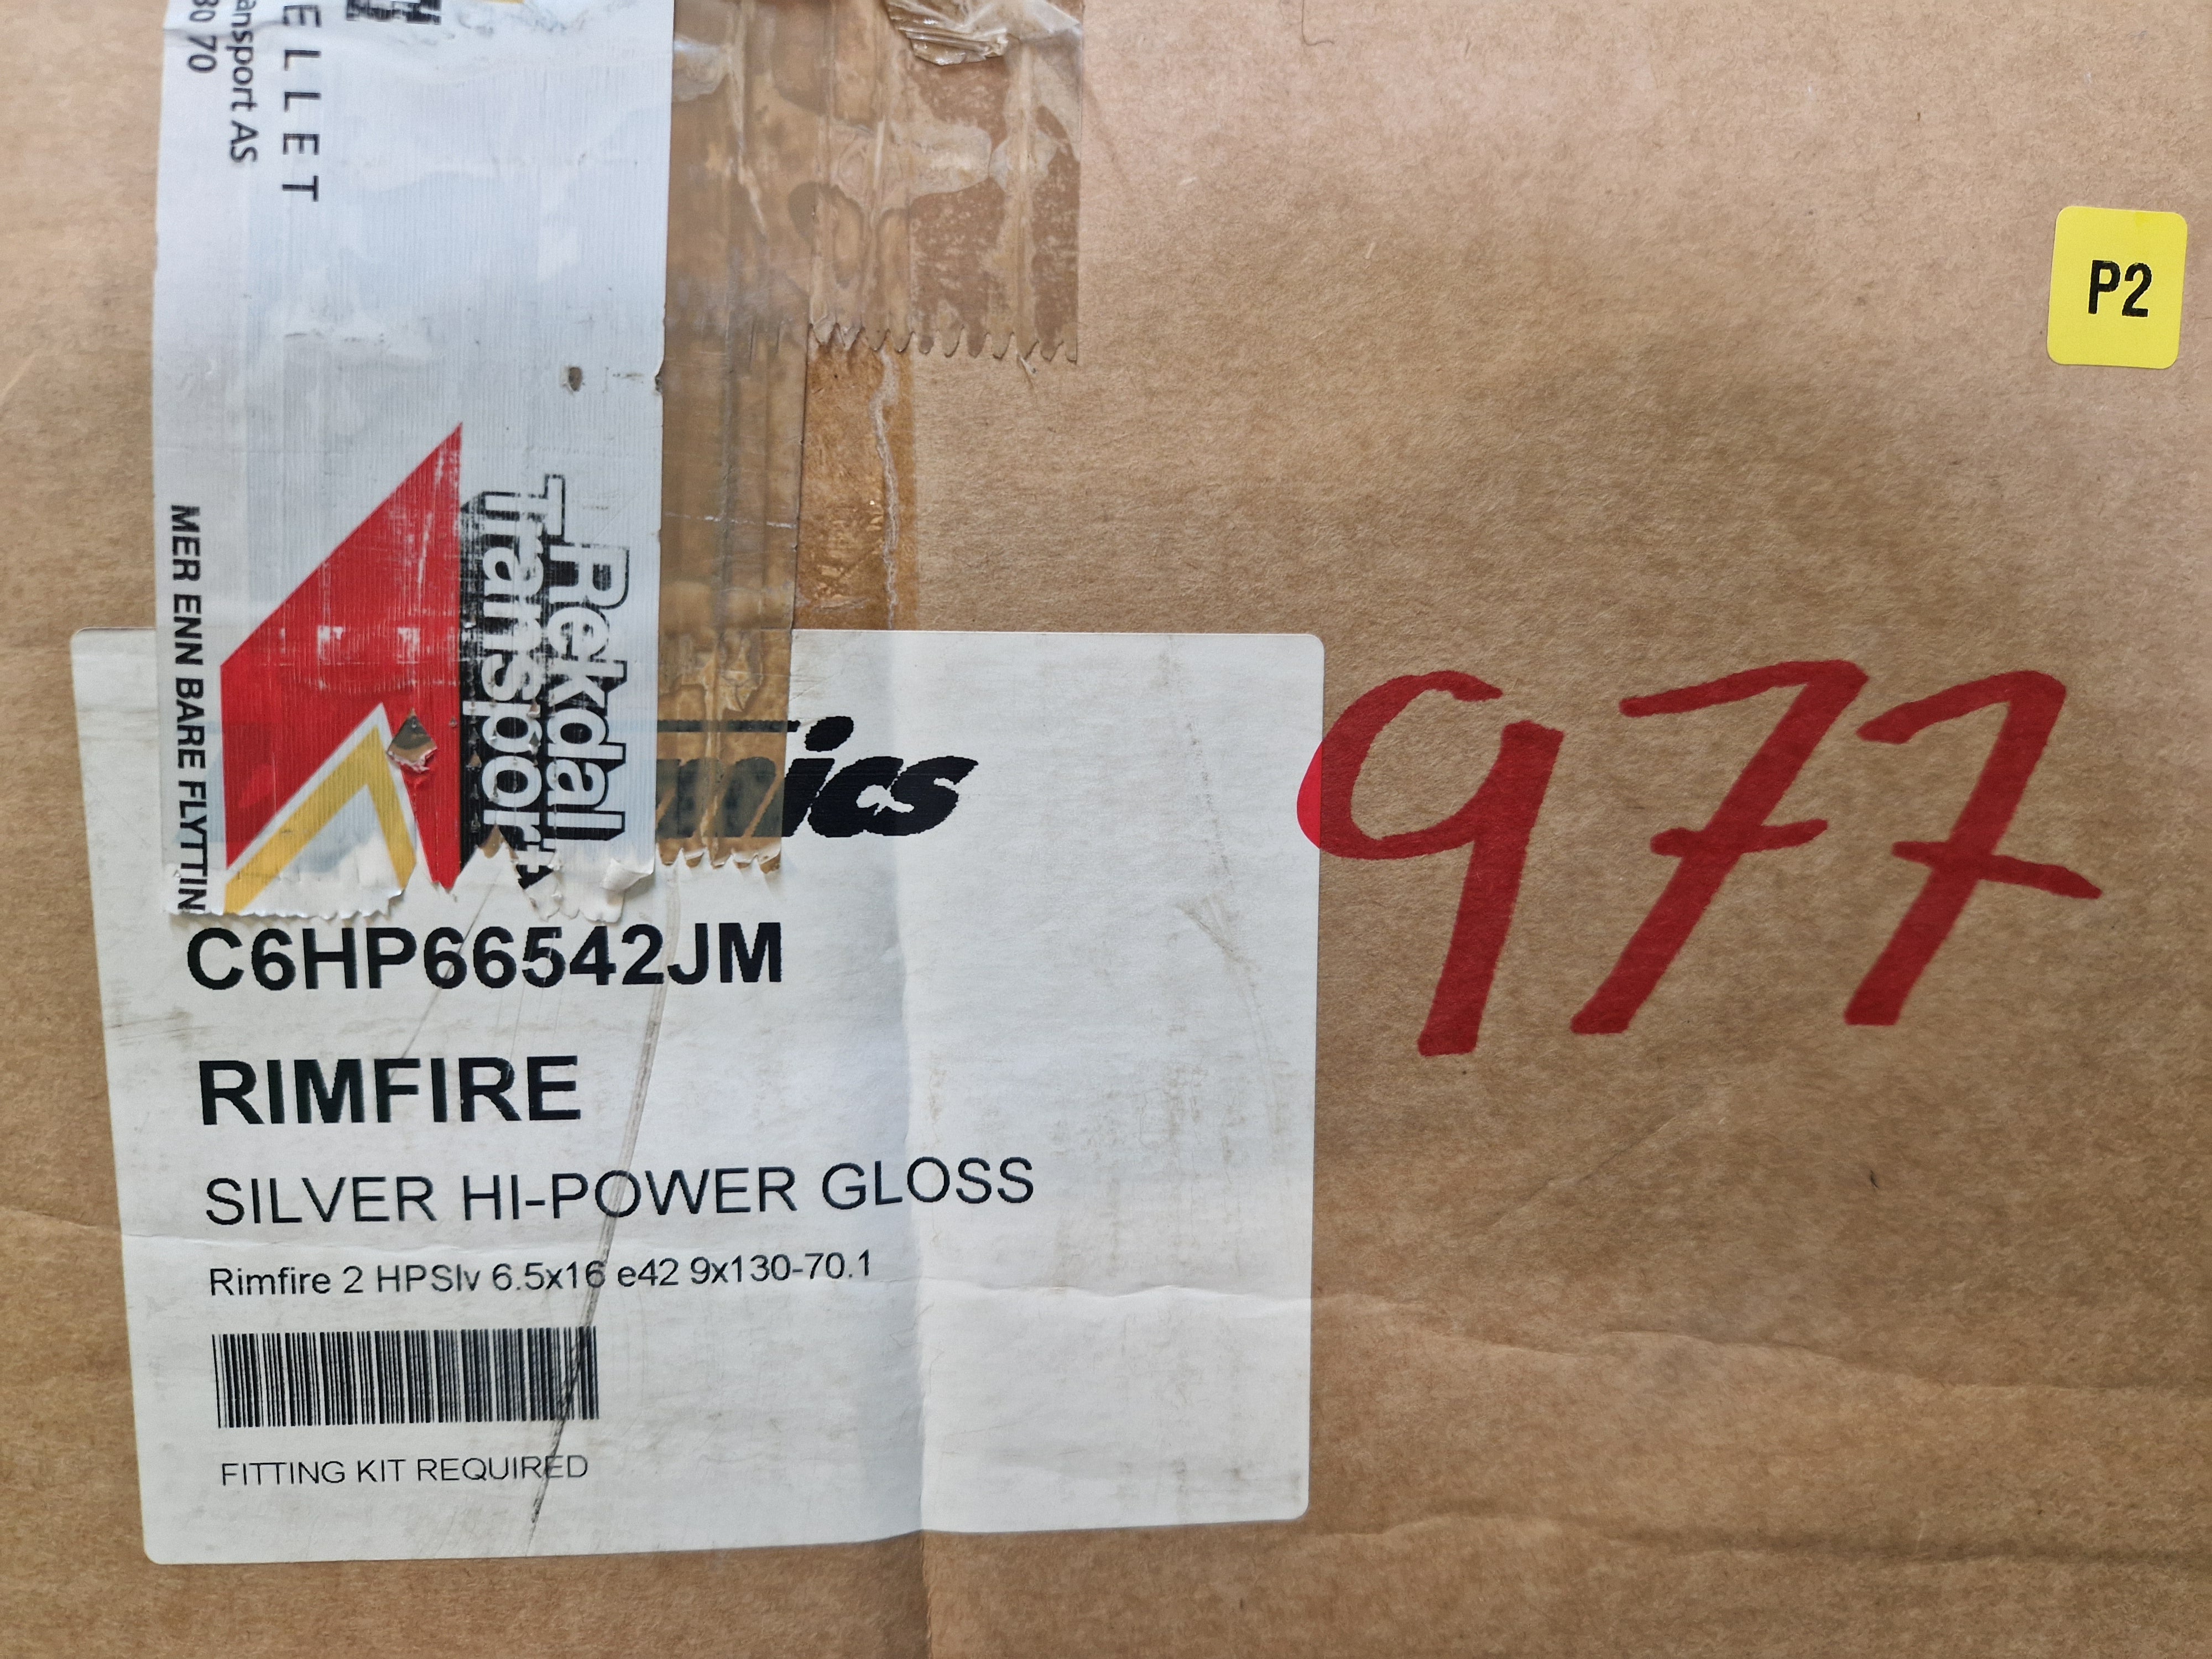 ELLET
ansport AS
30 70
Rekdal
Transport
MER ENN BARE FLYTTIN
mics
P2
977
C6HP66542JM
RIMFIRE
SILVER HI-POWER GLOSS
Rimfire 2 HPSlv 6.5x16 e42 9x130-70.1
FITTING KIT REQUIRED